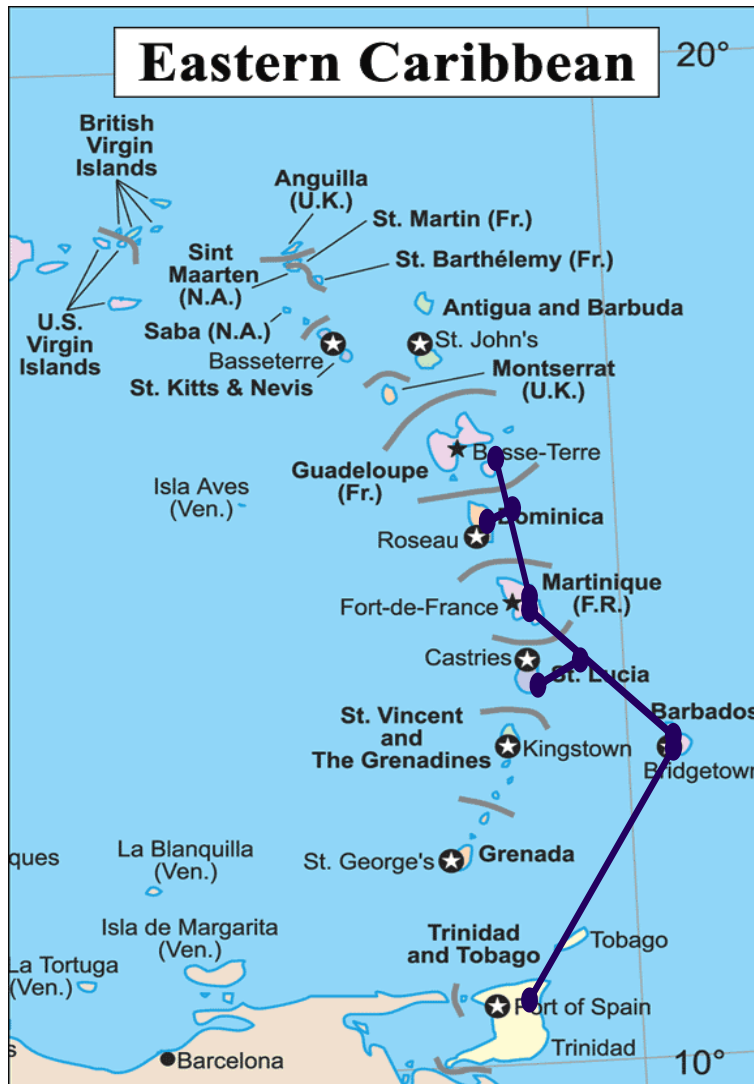 Eastern Caribbean
20°
British
Virgin
Islands
Anguilla
(U.K.)
St. Martin (Fr.)
Sint
Maarten
(N.A.)
St. Barthélemy (Fr.)
Antigua and Barbuda
U.S.
Virgin
Islands
Saba (N.A.)
St. John's
Basseterre
St. Kitts & Nevis
Montserrat
(U.K.)
Basse-Terre
Guadeloupe
(Fr.)
Isla Aves
(Ven.)
Dominica
Roseau
Martinique
(F.R.)
Fort-de-France
Castries
St. Lucia
St. Vincent
and
The Grenadines
Kingstown
Barbados
Bridgetown
ques
La Blanquilla
(Ven.)
St. George's
Grenada
Isla de Margarita
(Ven.)
Trinidad
and Tobago
Tobago
La Tortuga
(Ven.)
Port of Spain
s
Barcelona
Trinidad
10°